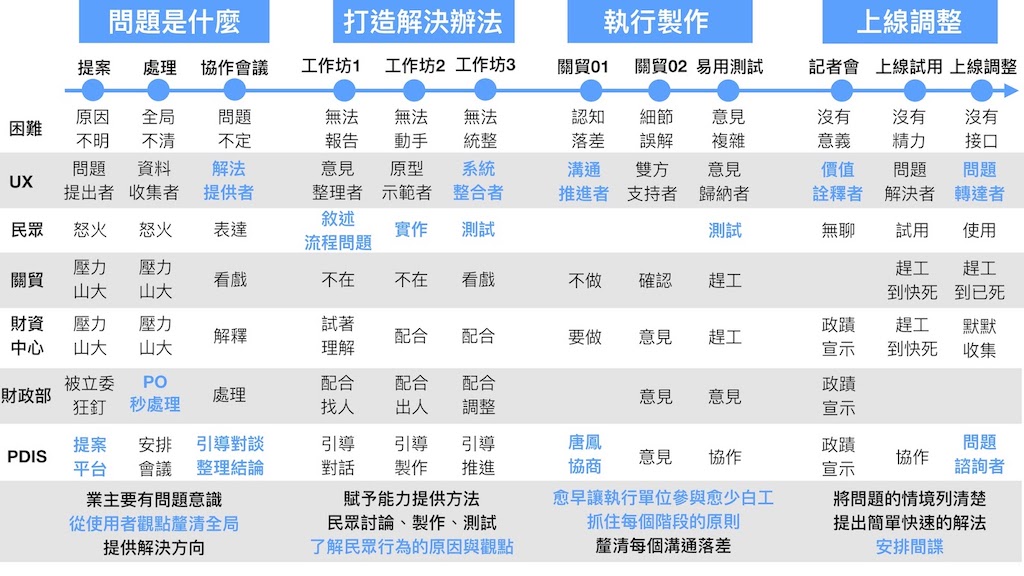 問題是什麼 打造解決辦法 執行製作 上線調整
提案 處理 協作會議 工作坊1 工作坊2 工作坊3 關貿01 關貿02 易用測試 記者會 上線試用 上線調整
困難
原因 全局 問題 無法 無法 無法 認知 細節 意見 沒有 沒有 沒有
不明 不清 不定 報告 動手 統整 落差 誤解 複雜 意義 精力 接口
UX
問題 資料 解法 意見 原型 系統 溝通 雙方 意見 價值 問題 問題
提出者 收集者 提供者 整理者 示範者 整合者 推進者 支持者 歸納者 詮釋者 解決者 轉達者
民眾 怒火 怒火 表達 敘述 實作 測試 測試 無聊 試用 使用
流程問題
關貿 壓力 壓力 看戲 不在 不在 看戲 不做 確認 趕工 趕工 趕工
山大 山大 到快死 到已死
財資 壓力 壓力 解釋 試著 配合 配合 要做 意見 趕工 政蹟 趕工 默默
中心 山大 山大 理解 宣示 到快死 收集
財政部 被立委 PO 處理 配合 配合 配合 意見 意見 政蹟
狂釘 秒處理 找人 出人 調整 宣示
PDIS 提案 安排 引導對談 引導 引導 引導 唐鳳 意見 協作 政蹟 協作 問題
平台 會議 整理結論 對話 製作 推進 協商 宣示 諮詢者
業主要有問題意識 賦予能力提供方法 愈早讓執行單位參與愈少白工 將問題的情境列清楚
從使用者觀點釐清全局 民眾討論、製作、測試 抓住每個階段的原則 提出簡單快速的解法
提供解決方向 了解民眾行為的原因與觀點 釐清每個溝通落差 安排間諜